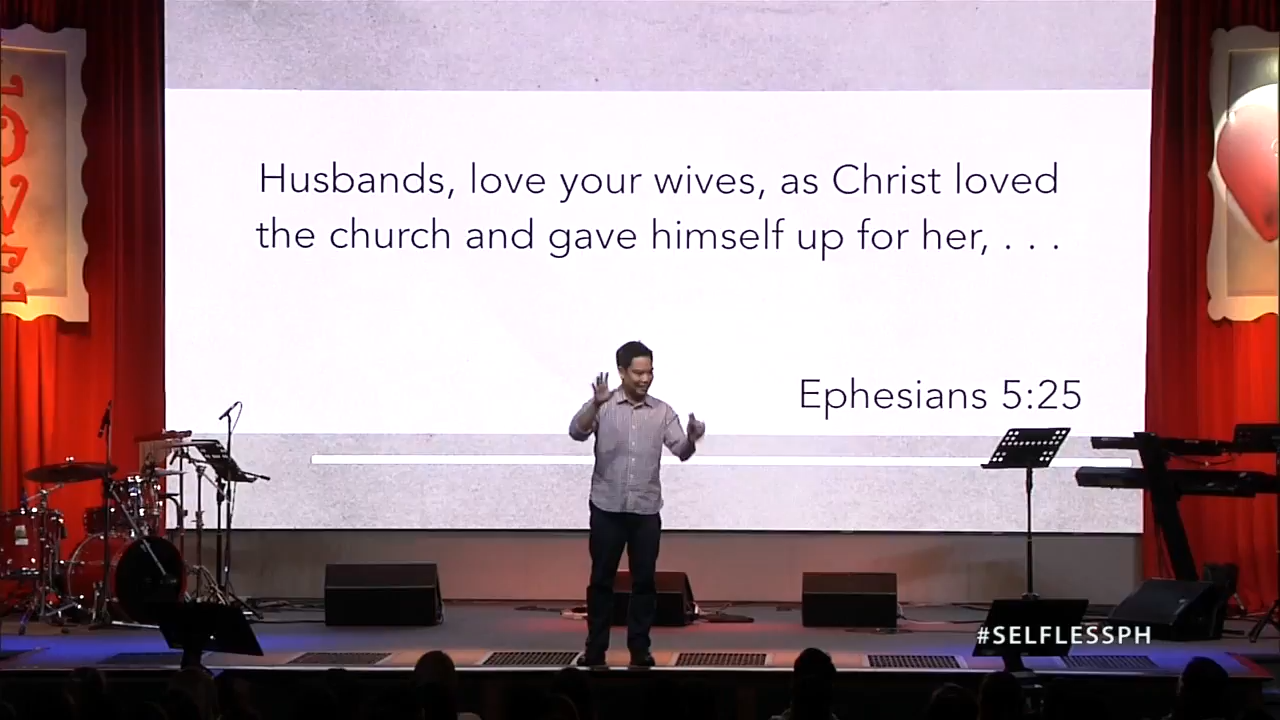 Husbands, love your wives, as Christ loved
the church and gave himself up for her, . . .
Ephesians 5:25
LOVE
#SELFLESSPH